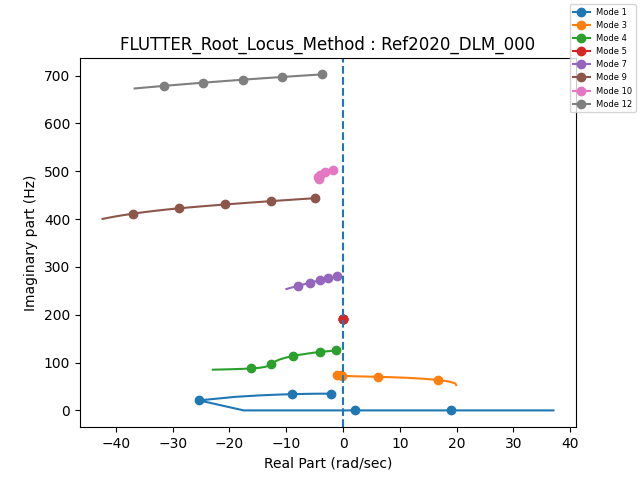 FLUTTER_Root_Locus_Method : Ref2020_DLM_000
Mode 1
Mode 3
Mode 4
Mode 5
Mode 7
Mode 9
Mode 10
Mode 12
Imaginary part (Hz)
700
600
500
400
300
200
100
0
−40 −30 −20 −10 0 10 20 30 40
Real Part (rad/sec)